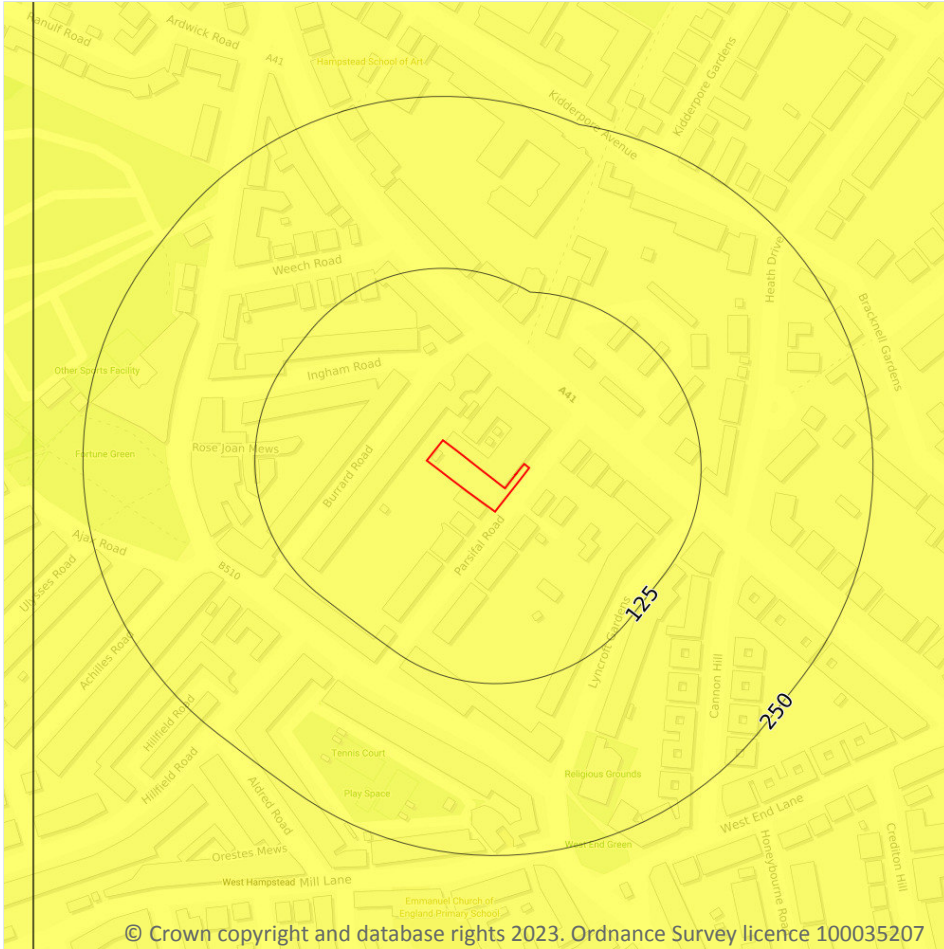 Ranulf Road
Ardwick Road
A41
Hampstead School of Art
Kidderpore Gardens
Kidderpore Avenue
Weech Road
Heath Drive
Bracknell Gardens
Other Sports Facility
Ingham Road
A41
Fortune Green
Rose Joan Mews
Burrard Road
Ajax Road
Parsifal Road
B510
Ulysses Road
125
Lyncroft Gardens
Achilles Road
Cannon Hill
250
Hillfield Road
Tennis Court
Hillfield Road
Religious Grounds
Play Space
Aldred Road
West End Lane
West End Green
Orestes Mews
Honeybourne Road
Crediton Hill
West Hampstead
Mill Lane
Emmanuel Church of
England Primary School
© Crown copyright and database rights 2023. Ordnance Survey licence 100035207